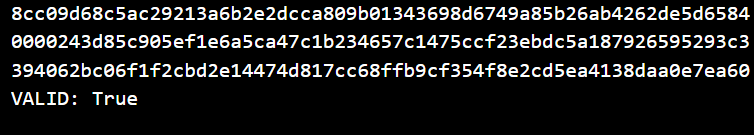 8cc09d68c5ac29213a6b2e2dcca809b01343698d6749a85b26ab4262de5d6584
0000243d85c905ef1e6a5ca47c1b234657c1475ccf23ebdc5a187926595293c3
394062bc06f1f2cbd2e14474d817cc68ffb9cf354f8e2cd5ea4138daa0e7ea60
VALID: True